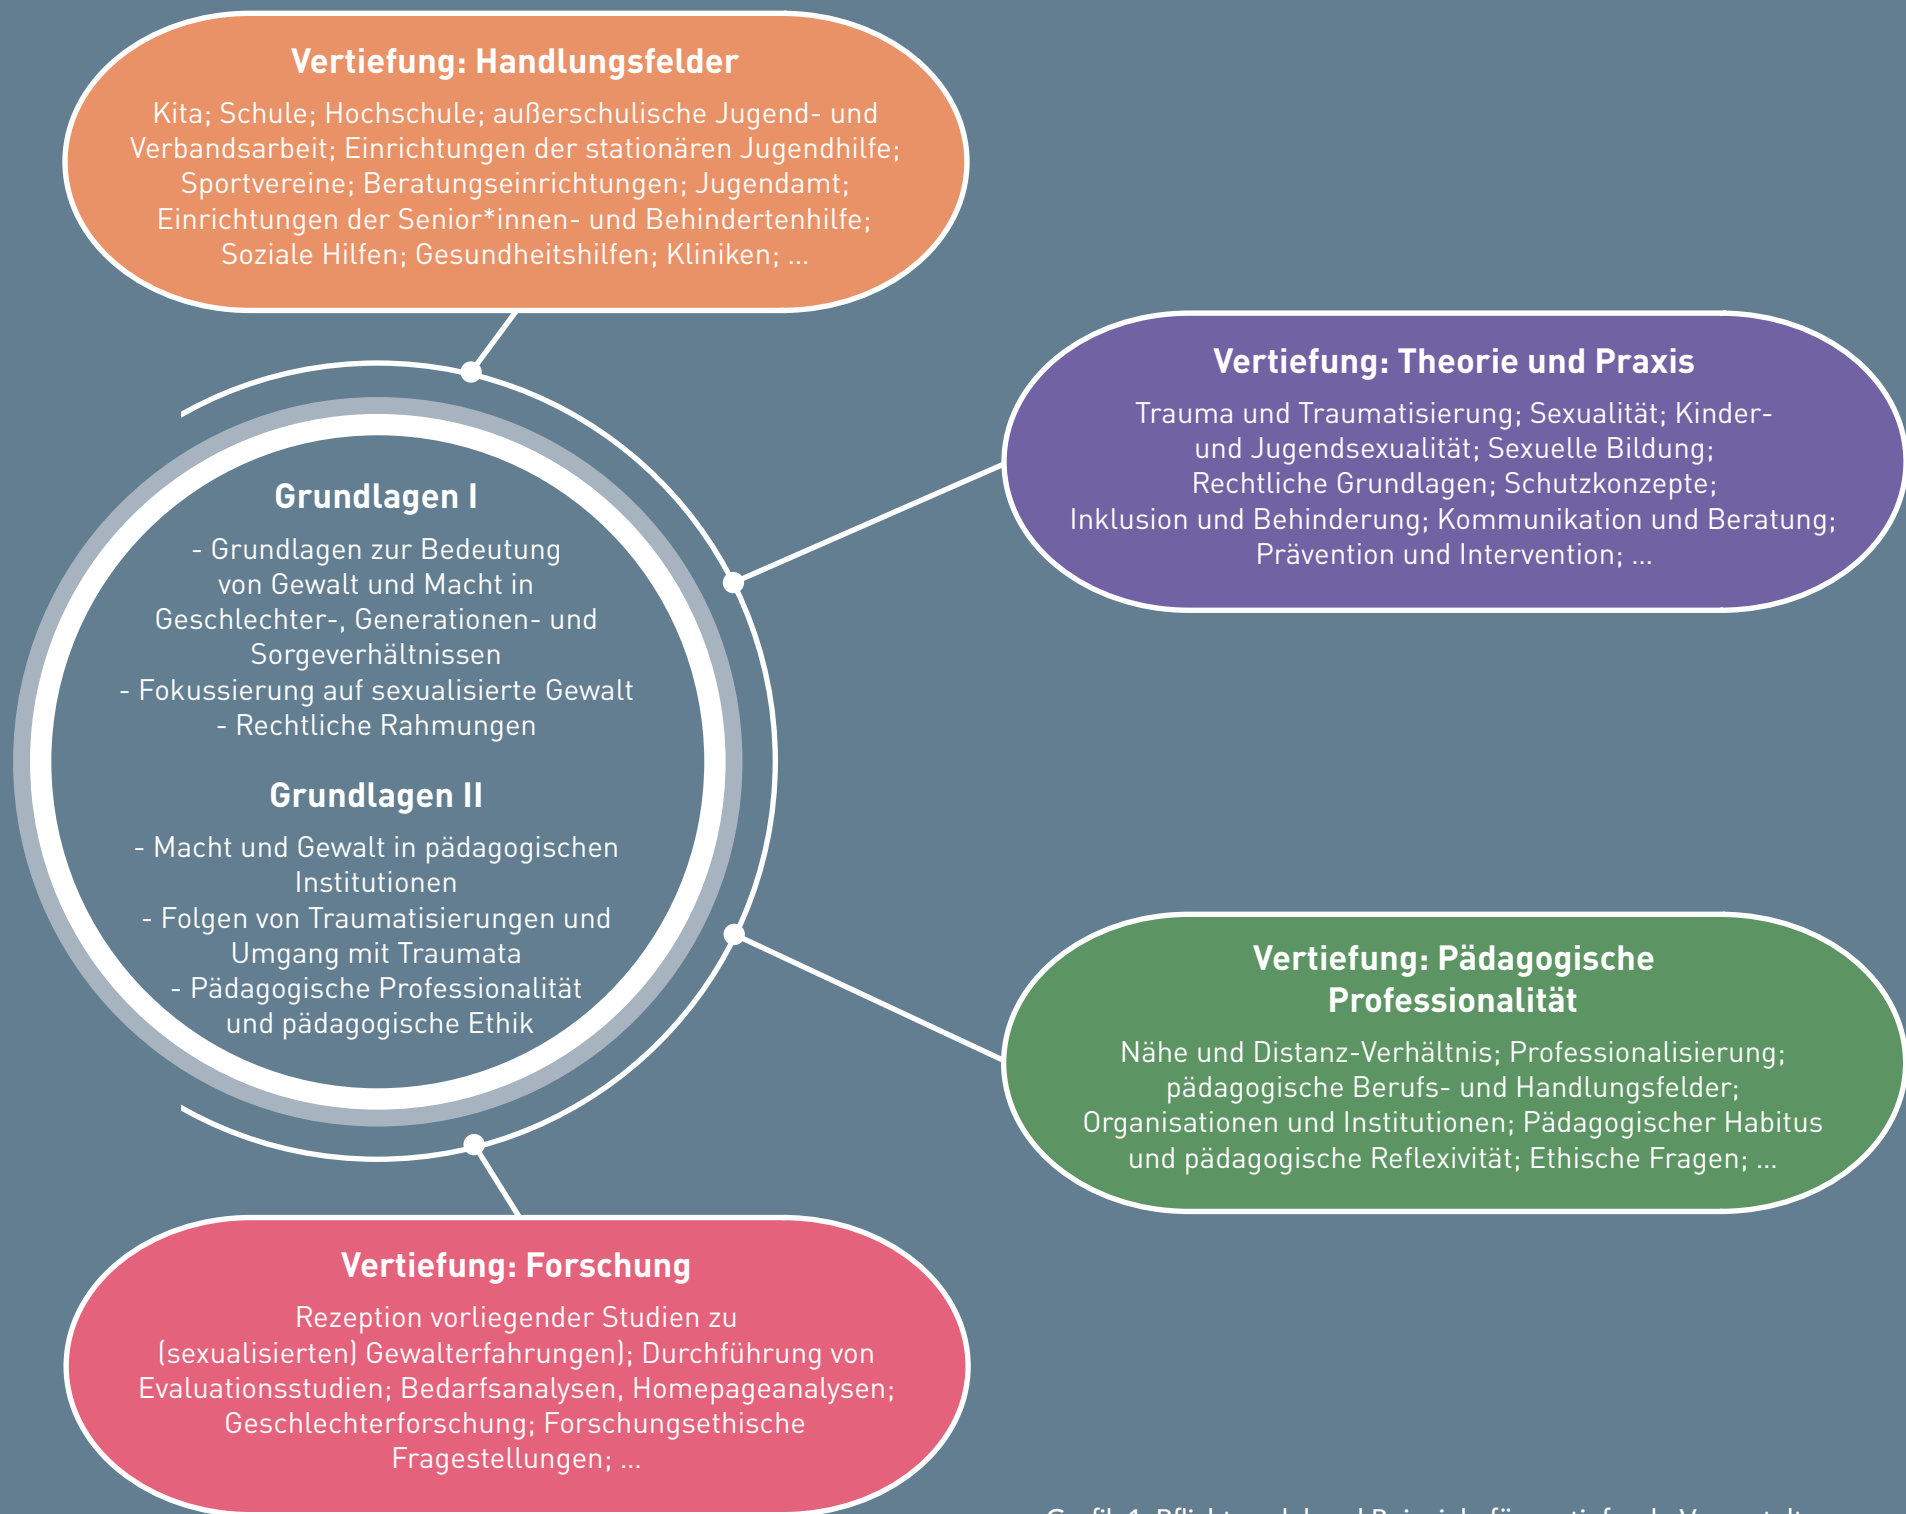 Vertiefung: Handlungsfelder
Kita; Schule; Hochschule; außerschulische Jugend- und
Verbandsarbeit; Einrichtungen der stationären Jugendhilfe;
Sportvereine; Beratungseinrichtungen; Jugendamt;
Einrichtungen der Senior*innen- und Behindertenhilfe;
Soziale Hilfen; Gesundheitshilfen; Kliniken; ...
Vertiefung: Theorie und Praxis
Trauma und Traumatisierung; Sexualität; Kinder-
und Jugendsexualität; Sexuelle Bildung;
Rechtliche Grundlagen; Schutzkonzepte;
Inklusion und Behinderung; Kommunikation und Beratung;
Prävention und Intervention; ...
Grundlagen I
- Grundlagen zur Bedeutung
von Gewalt und Macht in
Geschlechter-, Generationen- und
Sorgeverhältnissen
- Fokussierung auf sexualisierte Gewalt
- Rechtliche Rahmungen
Grundlagen II
- Macht und Gewalt in pädagogischen
Institutionen
- Folgen von Traumatisierungen und
Umgang mit Traumata
- Pädagogische Professionalität
und pädagogische Ethik
Vertiefung: Pädagogische
Professionalität
Nähe und Distanz-Verhältnis; Professionalisierung;
pädagogische Berufs- und Handlungsfelder;
Organisationen und Institutionen; Pädagogischer Habitus
und pädagogische Reflexivität; Ethische Fragen; ...
Vertiefung: Forschung
Rezeption vorliegender Studien zu
(sexualisierten) Gewalterfahrungen); Durchführung von
Evaluationsstudien; Bedarfsanalysen, Homepageanalysen;
Geschlechterforschung; Forschungsethische
Fragestellungen; ...